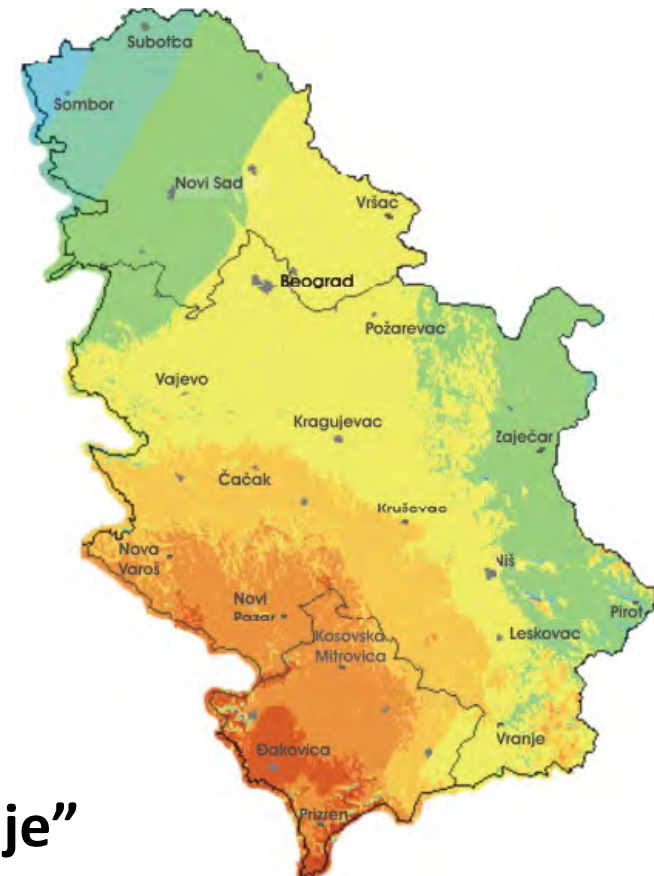 Subotica
Sombor
Novi Sad
Vršac
Beograd
Požarevac
Vajevo
Kragujevac
Zaječar
Čačak
Kruševac
Nova
Varoš
Niš
Novi
Pazar
Pirot
Leskovac
Kosovska
Mitrovica
Vranje
Đakovica
Prizren
je”